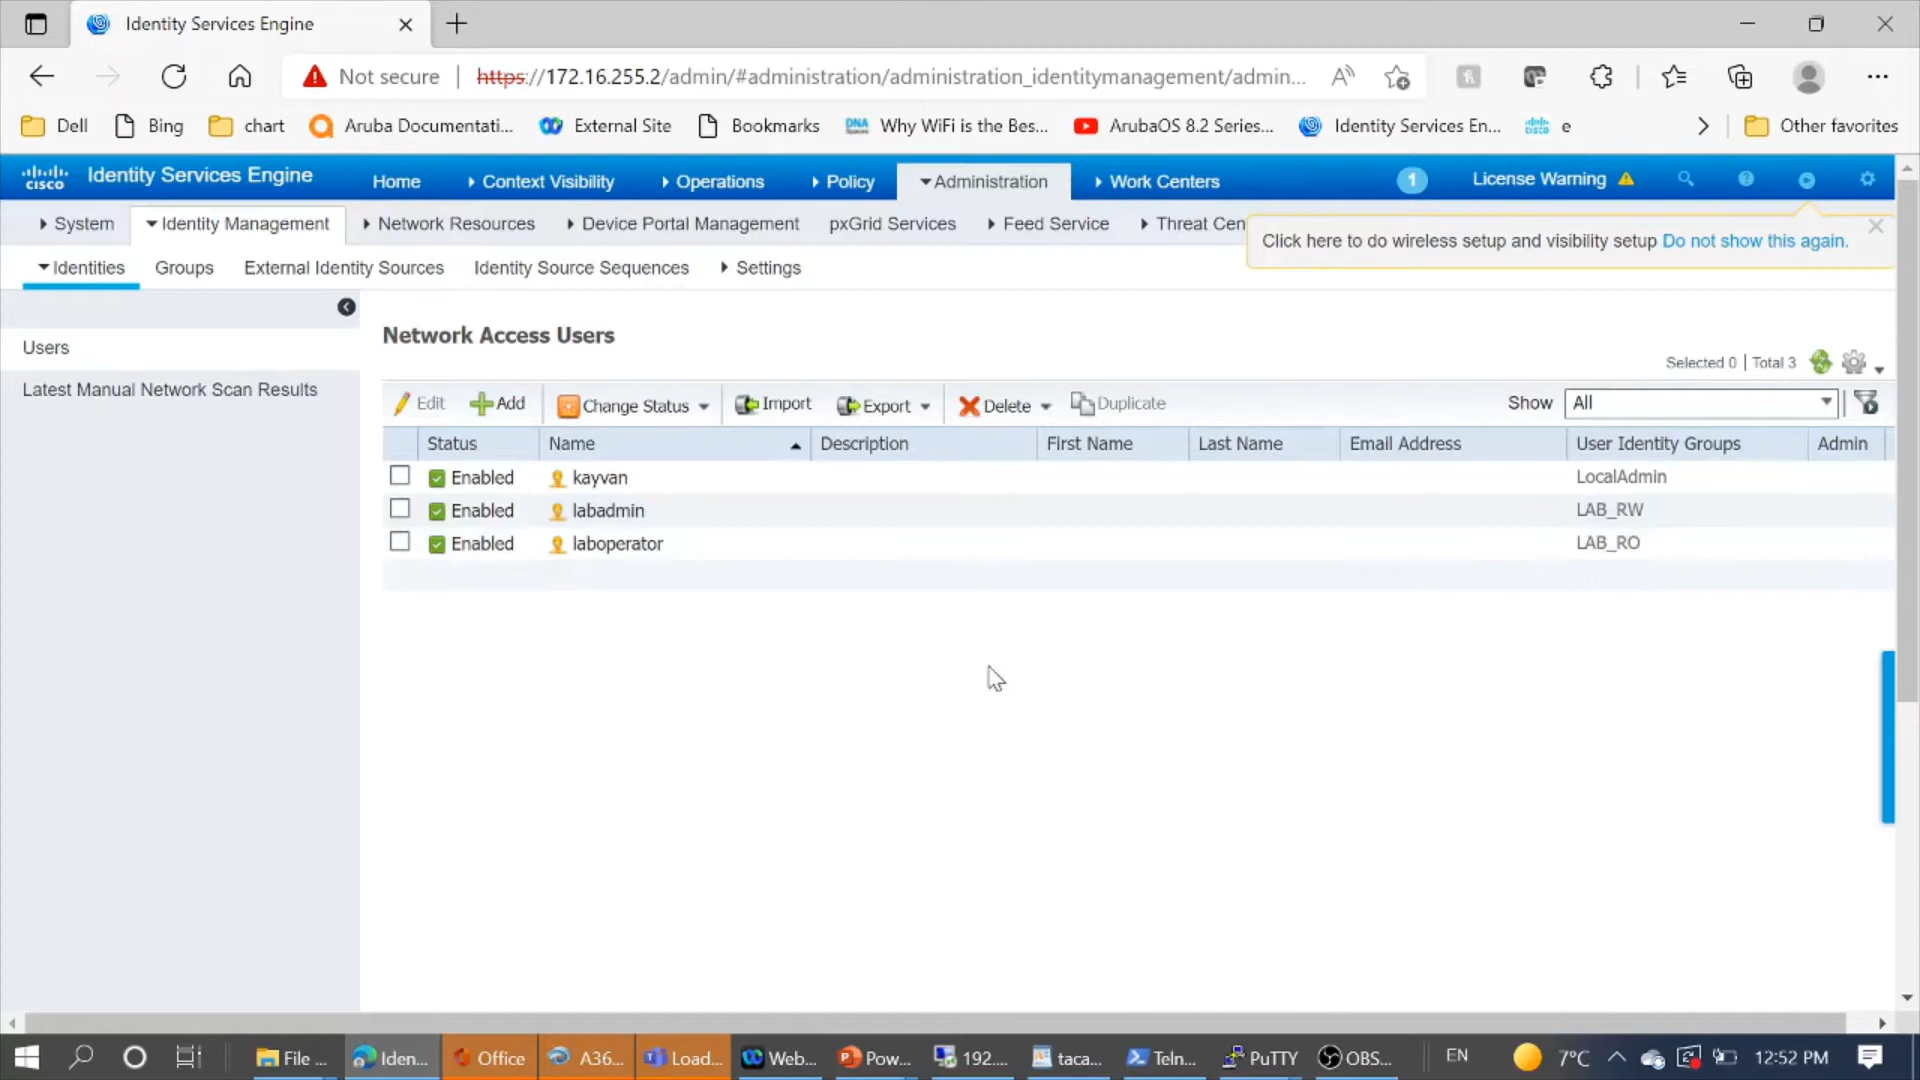 Identity Services Engine
Not secure | https://172.16.255.2/admin/#administration/administration_identitymanagement/admin...
Dell Bing chart Aruba Documentati... External Site Bookmarks Why WiFi is the Bes... ArubaOS 8.2 Series... Identity Services En... e Other favorites
cisco Identity Services Engine Home Context Visibility Operations Policy Administration Work Centers 1 License Warning
System Identity Management Network Resources Device Portal Management pxGrid Services Feed Service Threat Cen
Click here to do wireless setup and visibility setup Do not show this again.
Identities Groups External Identity Sources Identity Source Sequences Settings
Users
Latest Manual Network Scan Results
Network Access Users
Selected 0 | Total 3
Edit Add Change Status Import Export Delete Duplicate Show All
Status Name Description First Name Last Name Email Address User Identity Groups Admin
Enabled kayvan LocalAdmin
Enabled labadmin LAB_RW
Enabled laboperator LAB_RO
File ... Iden... Office A36... Load... Web... Pow... 192.... taca... Teln... PuTTY OBS... EN 7°C 12:52 PM